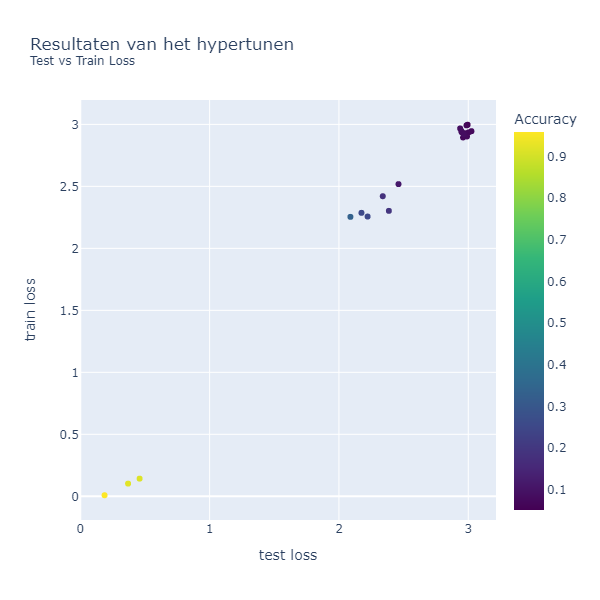 Resultaten van het hypertunen
Test vs Train Loss
Accuracy
3
2.5
2
1.5
1
0.5
0
train loss
0 1 2 3
test loss
0.9
0.8
0.7
0.6
0.5
0.4
0.3
0.2
0.1